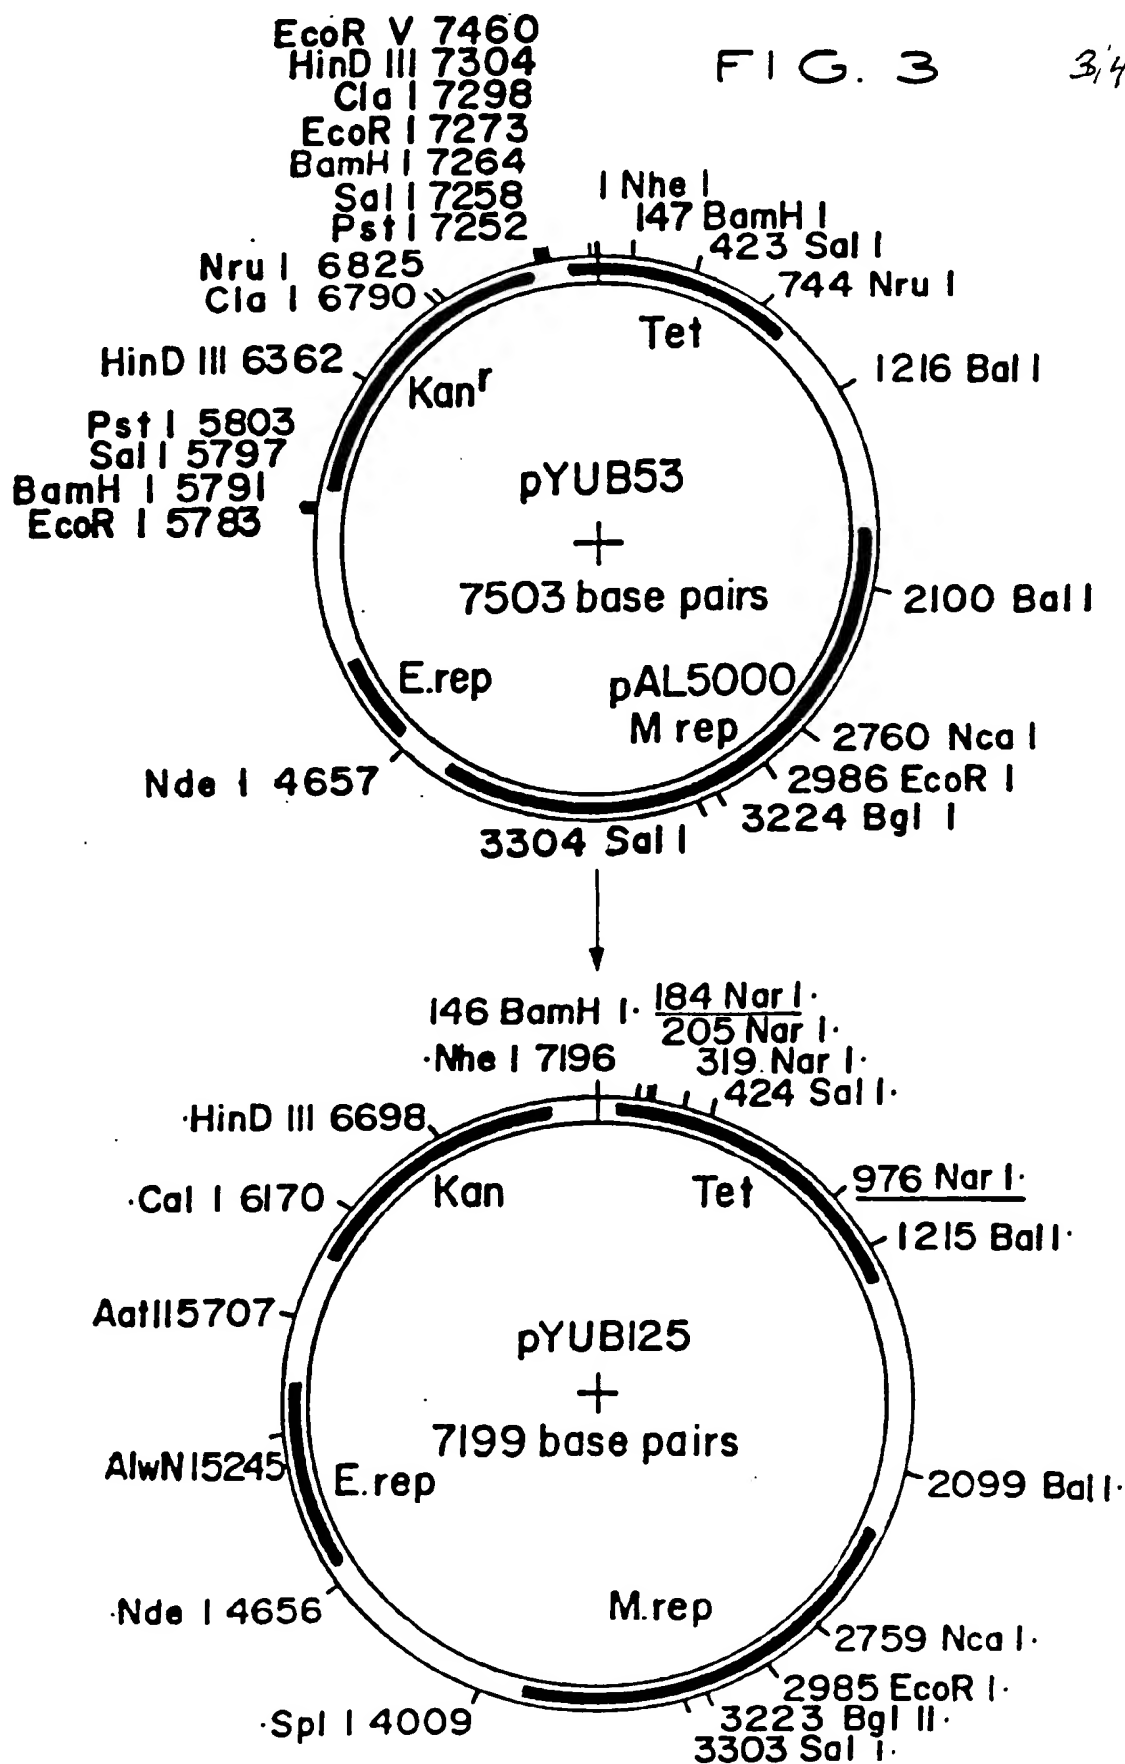 FIG. 3
3/4
EcoR V 7460
HinD III 7304
Cla I 7298
EcoR I 7273
BamH I 7264
Sal I 7258
Pst I 7252
1 Nhe I
147 BamH I
423 Sal I
744 Nru I
Nru I 6825
Cla I 6790
Tet
1216 Bal I
HinD III 6362
Kanr
Pst I 5803
Sal I 5797
BamH I 5791
EcoR I 5783
pYUB53
7503 base pairs
2100 Bal I
E.rep
pAL5000
M rep
2760 Nca I
2986 EcoR I
3224 Bgl I
Nde I 4657
3304 Sal I
146 BamH I.
184 Nar I.
205 Nar I.
.Nhe I 7196
319 Nar I.
424 Sal I.
.HinD III 6698
976 Nar I.
.Cal I 6170
Kan
Tet
1215 Bal I.
AatII5707
pYUB125
7199 base pairs
AlwN15245
E.rep
2099 Bal I.
.Nde I 4656
M.rep
2759 Nca I.
2985 EcoR I.
.Spl I 4009
3223 Bgl II.
3303 Sal I.